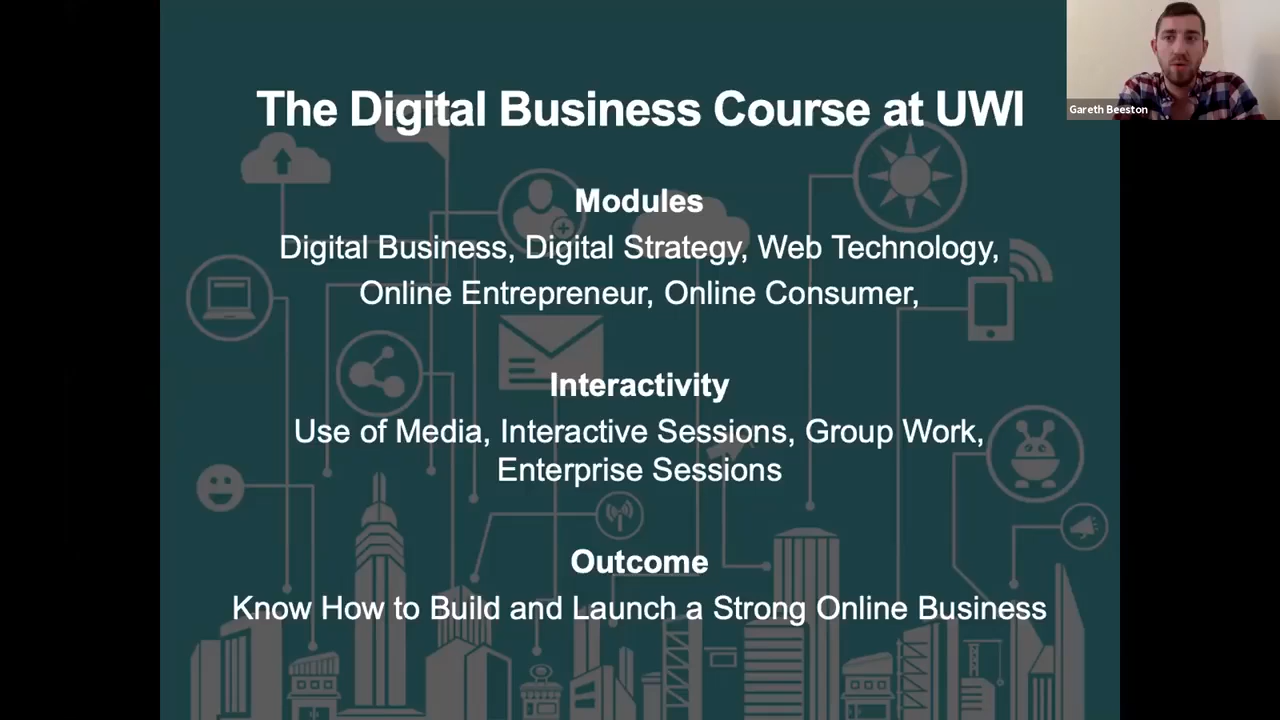 The Digital Business Course at UWI
Gareth Beeston
Modules
Digital Business, Digital Strategy, Web Technology,
Online Entrepreneur, Online Consumer,
Interactivity
Use of Media, Interactive Sessions, Group Work,
Enterprise Sessions
Outcome
Know How to Build and Launch a Strong Online Business